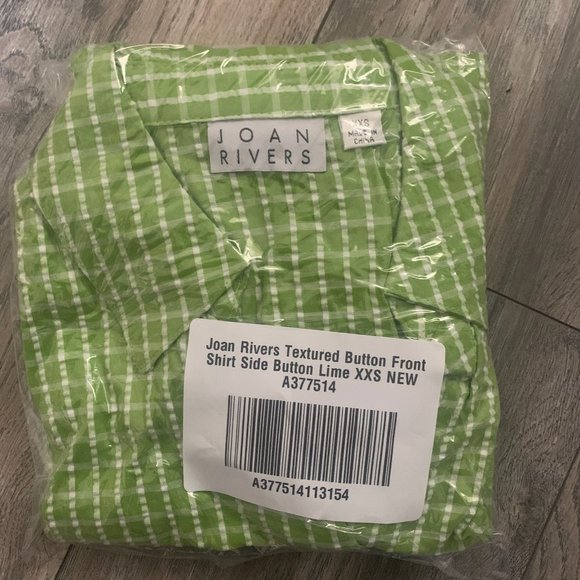 JOAN
RIVERS
XXS
MADE IN
CHINA
Joan Rivers Textured Button Front
Shirt Side Button Lime XXS NEW
A377514
A377514113154